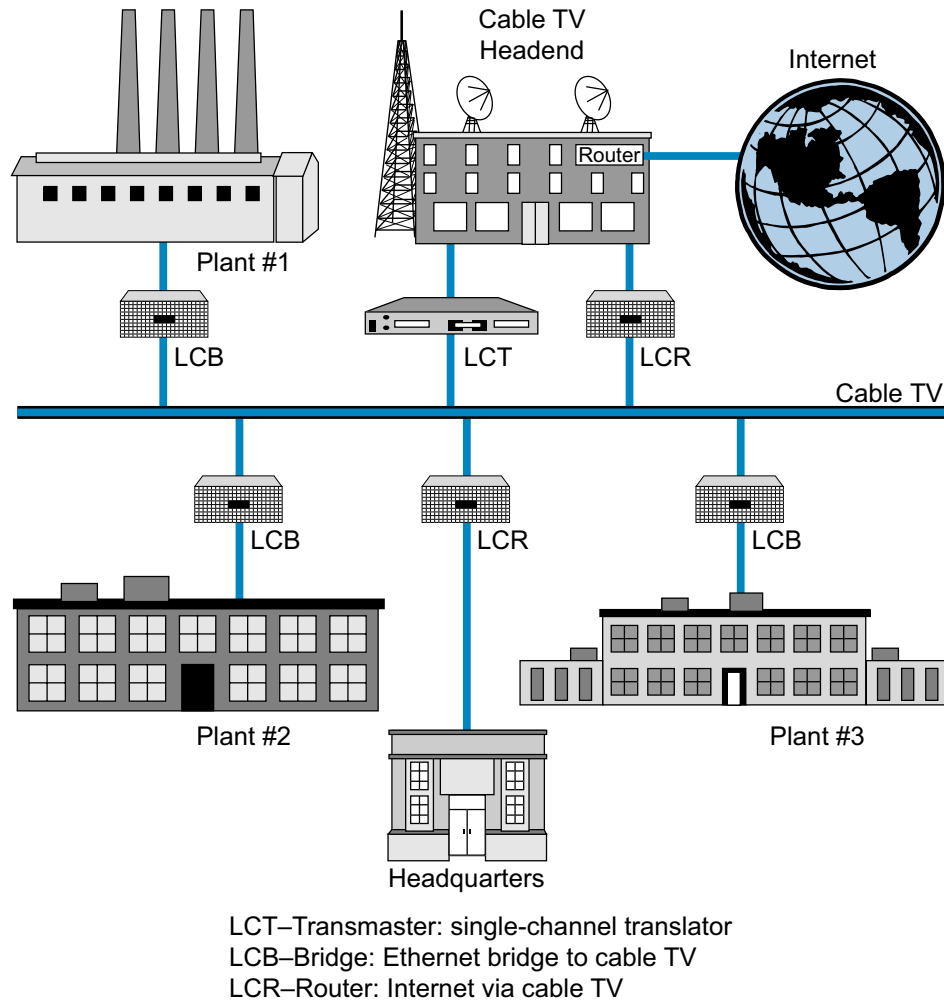 Cable TV
Headend
Internet
Router
Plant #1
LCB
LCT
LCR
Cable TV
LCB
LCR
LCB
Plant #2
Plant #3
Headquarters
LCT–Transmaster: single-channel translator
LCB–Bridge: Ethernet bridge to cable TV
LCR–Router: Internet via cable TV